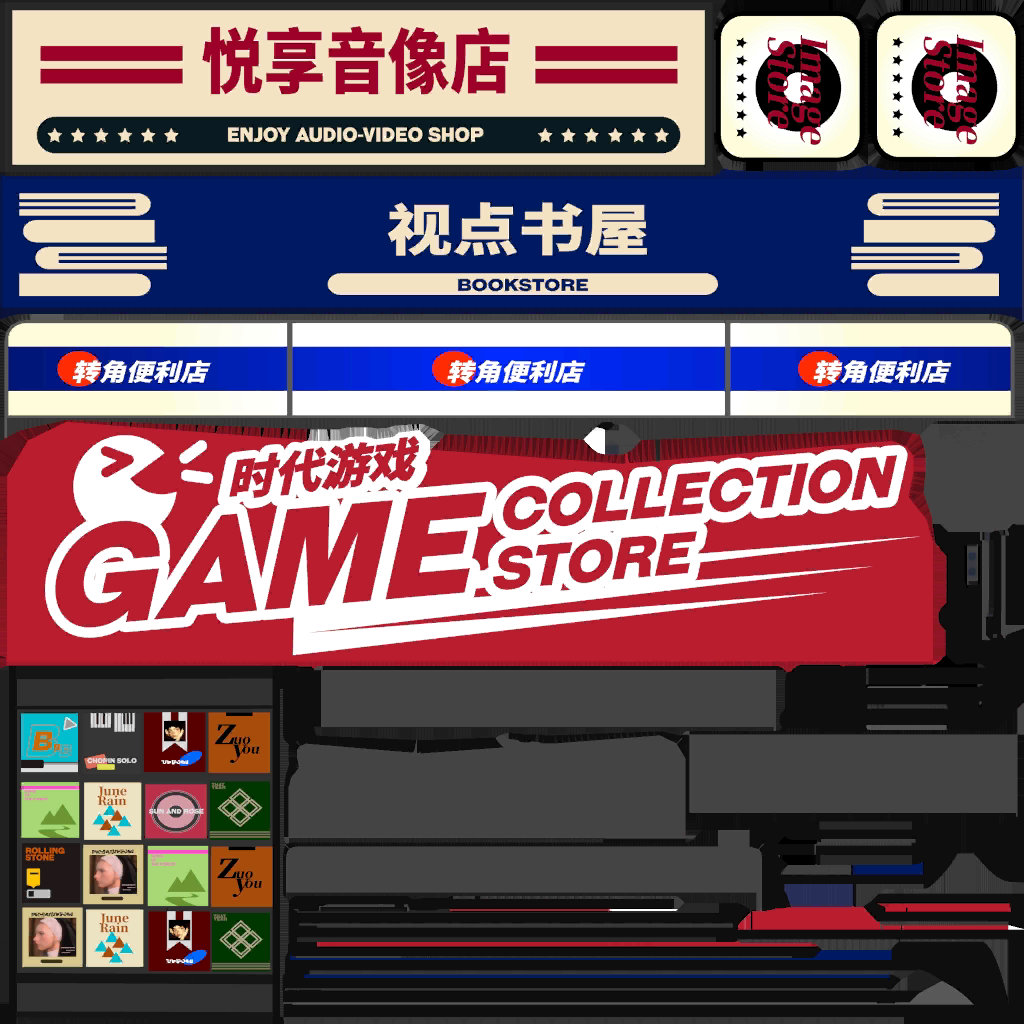 悦享音像店
ENJOY AUDIO-VIDEO SHOP
Image
Store
Image
Store
视点书屋
BOOKSTORE
转角便利店
转角便利店
转角便利店
时代游戏
GAME COLLECTION
STORE
CHOPIN SOLO
Zuo
You
June
Rain
SUN AND ROSE
ROLLING
STONE
Zuo
You
June
Rain